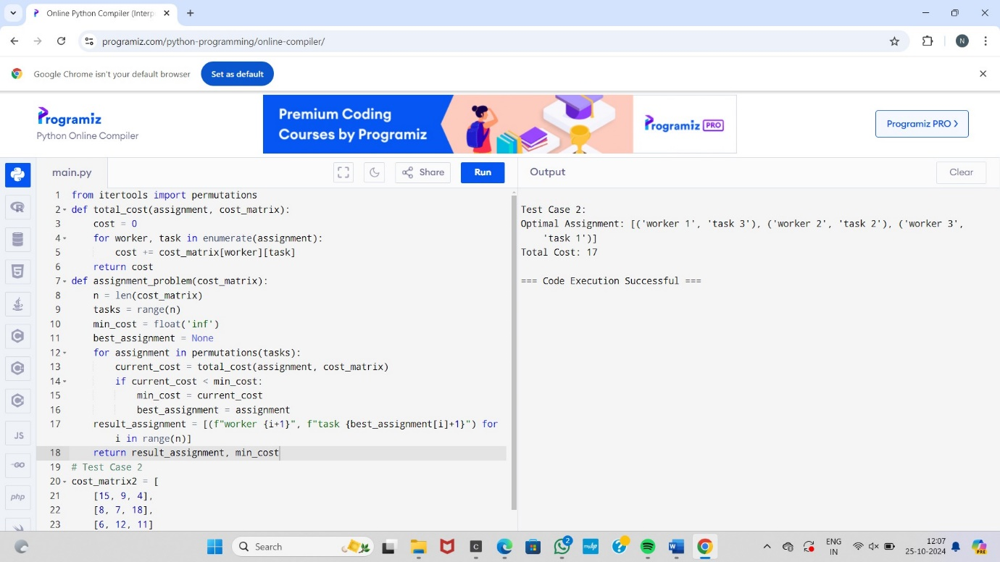 Online Python Compiler (Interp
programiz.com/python-programming/online-compiler/
N
Google Chrome isn't your default browser
Set as default
Programiz
Python Online Compiler
Premium Coding
Courses by Programiz
Programiz PRO
Programiz PRO >
main.py
Share
Run
Output
Clear
1 from itertools import permutations
2 def total_cost(assignment, cost_matrix):
3     cost = 0
4     for worker, task in enumerate(assignment):
5         cost += cost_matrix[worker][task]
6     return cost
7 def assignment_problem(cost_matrix):
8     n = len(cost_matrix)
9     tasks = range(n)
10     min_cost = float('inf')
11     best_assignment = None
12     for assignment in permutations(tasks):
13         current_cost = total_cost(assignment, cost_matrix)
14         if current_cost < min_cost:
15             min_cost = current_cost
16             best_assignment = assignment
17     result_assignment = [(f"worker {i+1}", f"task {best_assignment[i]+1}") for
i in range(n)]
18     return result_assignment, min_cost
19 # Test Case 2
20 cost_matrix2 = [
21     [15, 9, 4],
22     [8, 7, 18],
23     [6, 12, 11]
Test Case 2:
Optimal Assignment: [('worker 1', 'task 3'), ('worker 2', 'task 2'), ('worker 3',
'task 1')]
Total Cost: 17
=== Code Execution Successful ===
R
5
C
C
C
JS
GO
php
Search
C
2
myhp
?
W
ENG
IN
12:07
25-10-2024
PRE